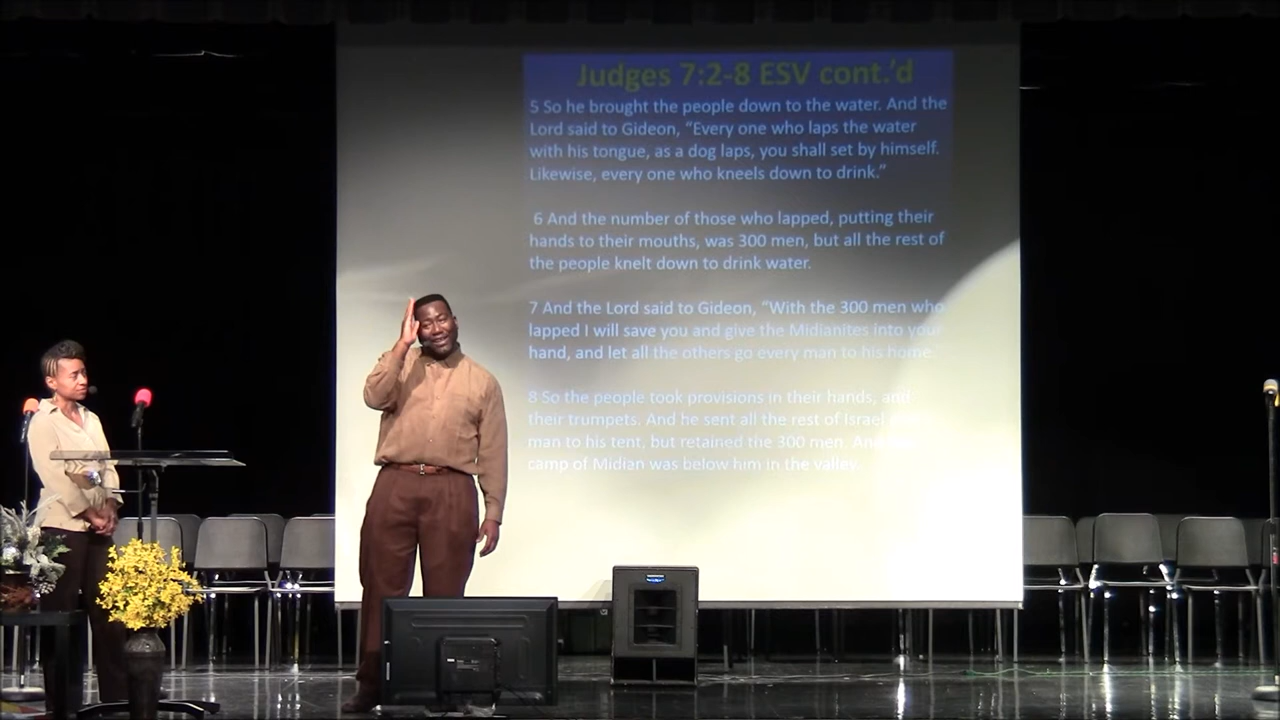 Judges 7:2-8 ESV cont.'d
5 So he brought the people down to the water. And the
Lord said to Gideon, “Every one who laps the water
with his tongue, as a dog laps, you shall set by himself.
Likewise, every one who kneels down to drink.”
6 And the number of those who lapped, putting their
hands to their mouths, was 300 men, but all the rest of
the people knelt down to drink water.
7 And the Lord said to Gideon, “With the 300 men who
lapped I will save you and give the Midianites into your
hand, and let all the others go every man to his home.
8 So the people took provisions in their hands, and
their trumpets. And he sent all the rest of Israel
man to his tent, but retained the 300 men. And
camp of Midian was below him in the valley.